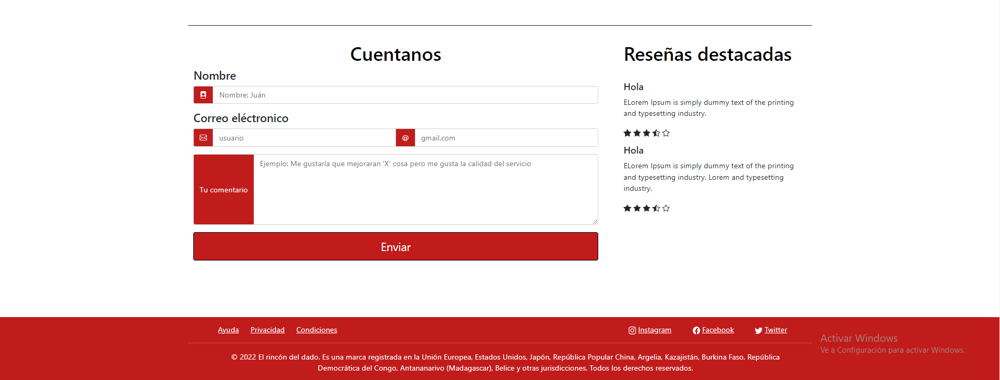 Cuentanos
Nombre
Nombre: Juán
Correo eléctronico
usuario
@
gmail.com
Tu comentario
Ejemplo: Me gustaría que mejoraran 'X' cosa pero me gusta la calidad del servicio
Enviar
Reseñas destacadas
Hola
ELorem Ipsum is simply dummy text of the printing
and typesetting industry.
Hola
ELorem Ipsum is simply dummy text of the printing
and typesetting industry. Lorem and typesetting
industry.
Ayuda Privacidad Condiciones
Instagram Facebook Twitter
Activar Windows
Ve a Configuración para activar Windows.
© 2022 El rincón del dado. Es una marca registrada en la Unión Europea, Estados Unidos, Japón, República Popular China, Argelia, Kazajistán, Burkina Faso, República
Democrática del Congo, Antananarivo (Madagascar), Belice y otras jurisdicciones. Todos los derechos reservados.